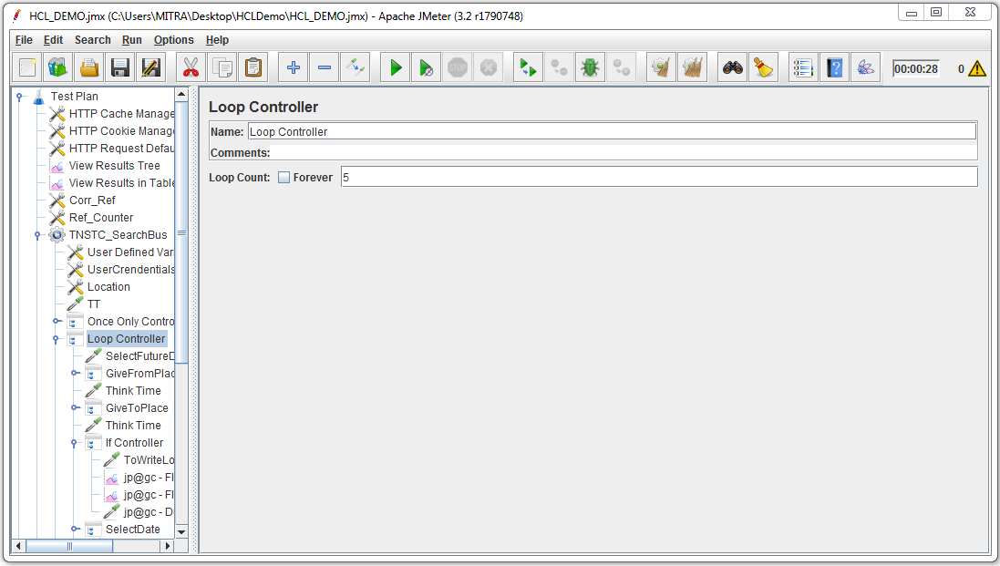 HCL_DEMO.jmx (C:\Users\MITRA\Desktop\HCLDemo\HCL_DEMO.jmx) - Apache JMeter (3.2 r1790748)
File Edit Search Run Options Help
STOP
00:00:28 0
Test Plan
HTTP Cache Manage
HTTP Cookie Manag
HTTP Request Defau
View Results Tree
View Results in Table
Corr_Ref
Ref_Counter
TNSTC_SearchBus
User Defined Var
UserCrendentials
Location
TT
Once Only Contro
Loop Controller
SelectFutureD
GiveFromPlac
Think Time
GiveToPlace
Think Time
If Controller
ToWriteLo
jp@gc - Fl
jp@gc - Fl
jp@gc - D
SelectDate
Loop Controller
Name: Loop Controller
Comments:
Loop Count: Forever 5